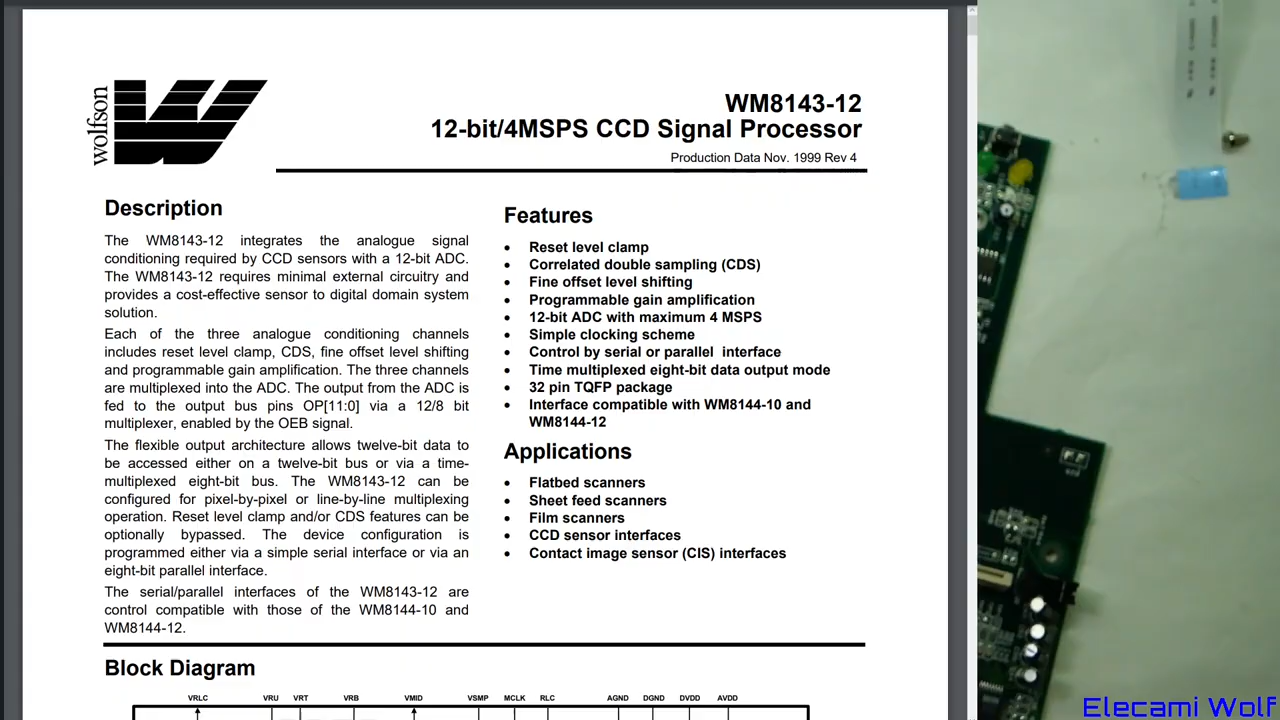 wolfson
WM8143-12
12-bit/4MSPS CCD Signal Processor
Production Data Nov. 1999 Rev 4
Description
The WM8143-12 integrates the analogue signal
conditioning required by CCD sensors with a 12-bit ADC.
The WM8143-12 requires minimal external circuitry and
provides a cost-effective sensor to digital domain system
solution.
Each of the three analogue conditioning channels
includes reset level clamp, CDS, fine offset level shifting
and programmable gain amplification. The three channels
are multiplexed into the ADC. The output from the ADC is
fed to the output bus pins OP[11:0] via a 12/8 bit
multiplexer, enabled by the OEB signal.
The flexible output architecture allows twelve-bit data to
be accessed either on a twelve-bit bus or via a time-
multiplexed eight-bit bus. The WM8143-12 can be
configured for pixel-by-pixel or line-by-line multiplexing
operation. Reset level clamp and/or CDS features can be
optionally bypassed. The device configuration is
programmed either via a simple serial interface or via an
eight-bit parallel interface.
The serial/parallel interfaces of the WM8143-12 are
control compatible with those of the WM8144-10 and
WM8144-12.
Features
• Reset level clamp
• Correlated double sampling (CDS)
• Fine offset level shifting
• Programmable gain amplification
• 12-bit ADC with maximum 4 MSPS
• Simple clocking scheme
• Control by serial or parallel interface
• Time multiplexed eight-bit data output mode
• 32 pin TQFP package
• Interface compatible with WM8144-10 and
WM8144-12
Applications
• Flatbed scanners
• Sheet feed scanners
• Film scanners
• CCD sensor interfaces
• Contact image sensor (CIS) interfaces
Block Diagram
VRLC VRU VRT VRB VMID VSMP MCLK RLC AGND DGND DVDD AVDD
Elecami Wolf